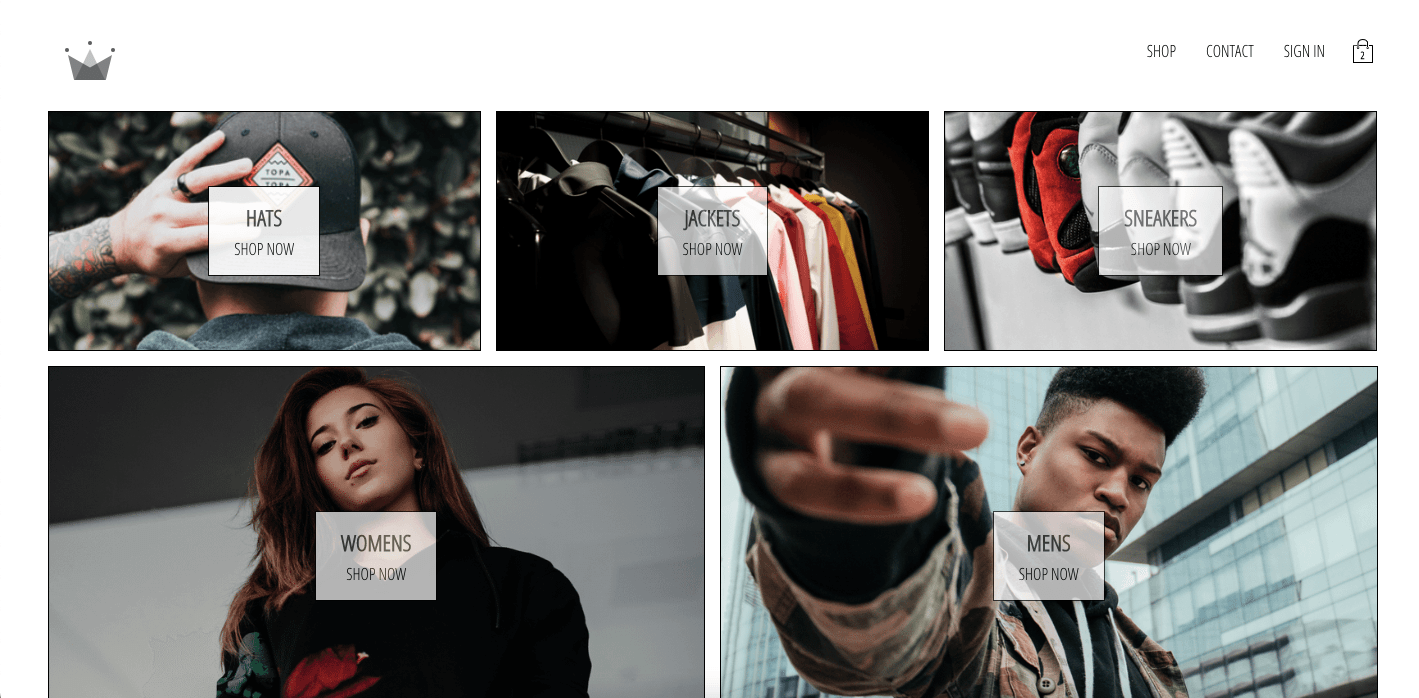 SHOP CONTACT SIGN IN 2
TOPA
TOPA
HATS
SHOP NOW
JACKETS
SHOP NOW
SNEAKERS
SHOP NOW
WOMENS
SHOP NOW
MENS
SHOP NOW